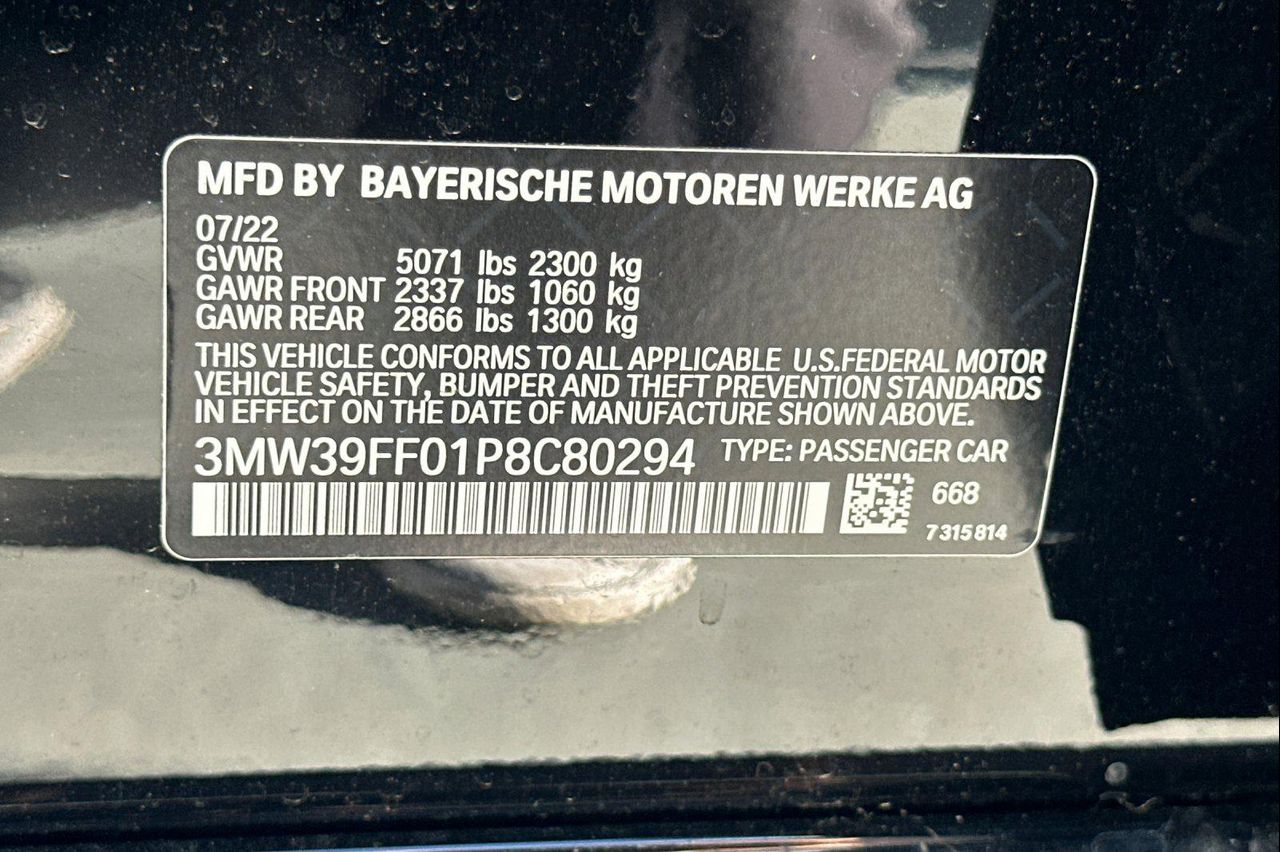 MFD BY BAYERISCHE MOTOREN WERKE AG
07/22
GVWR 5071 lbs 2300 kg
GAWR FRONT 2337 lbs 1060 kg
GAWR REAR 2866 lbs 1300 kg
THIS VEHICLE CONFORMS TO ALL APPLICABLE U.S.FEDERAL MOTOR
VEHICLE SAFETY, BUMPER AND THEFT PREVENTION STANDARDS
IN EFFECT ON THE DATE OF MANUFACTURE SHOWN ABOVE.
3MW39FF01P8C80294 TYPE: PASSENGER CAR
668
7315814